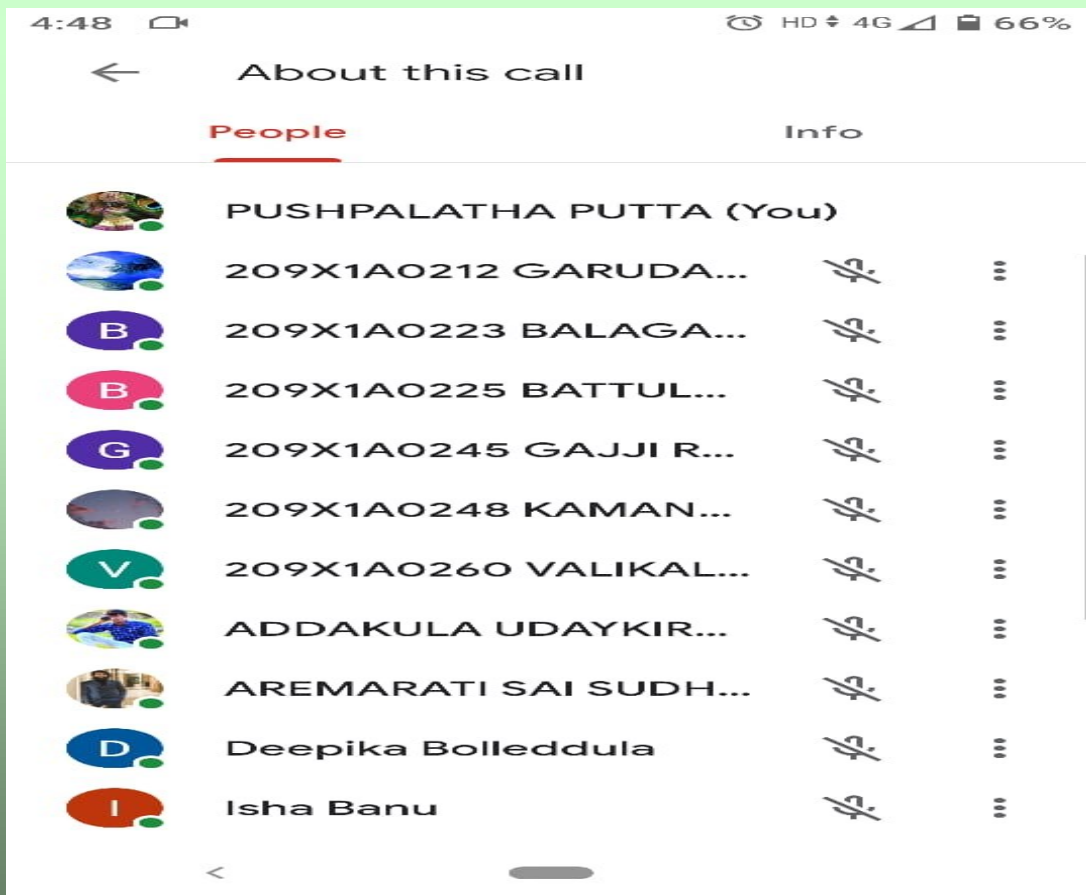 4:48 HD 4G 66%
About this call
People Info
PUSHPALATHA PUTTA (You)
209X1A0212 GARUDA...
B 209X1A0223 BALAGA...
B 209X1A0225 BATTUL...
G 209X1A0245 GAJJI R...
209X1A0248 KAMAN...
V 209X1A0260 VALIKAL...
ADDAKULA UDAYKIR...
AREMARATI SAI SUDH...
D Deepika Bolleddula
I Isha Banu